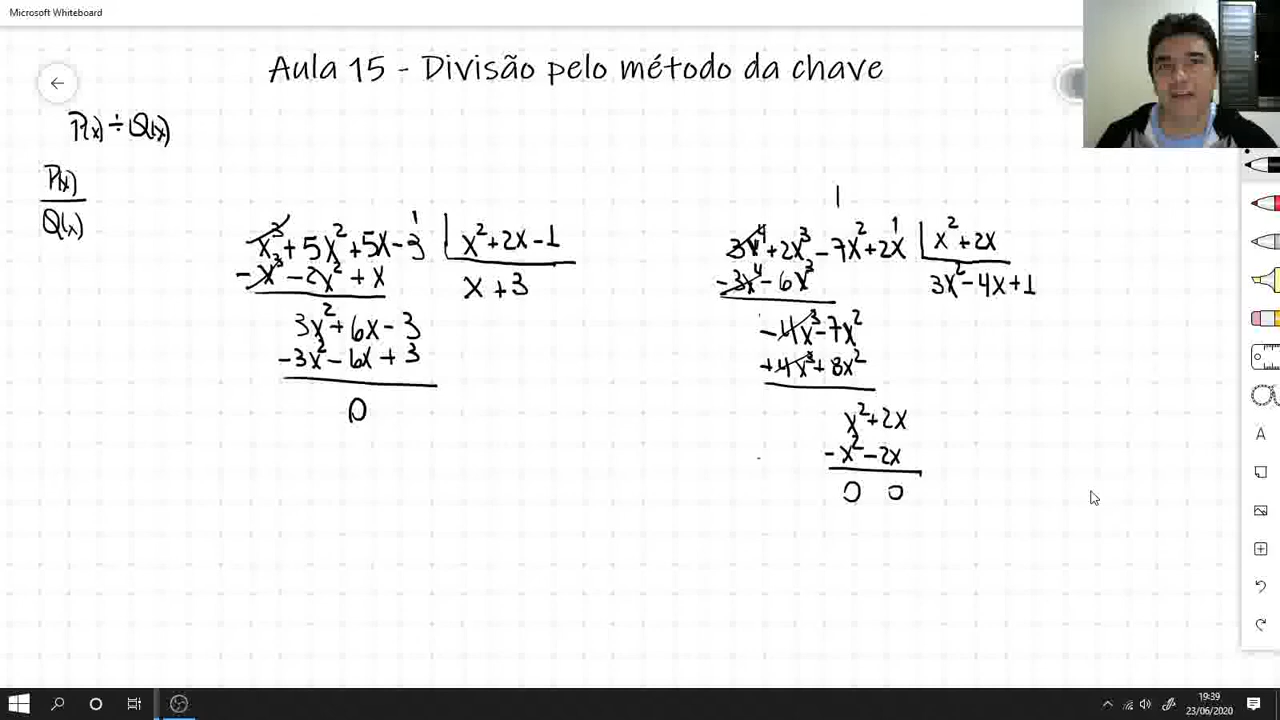 Microsoft Whiteboard
Aula 15 - Divisão pelo método da chave
P(x) ÷ Q(x)
P(x)
Q(x)
x³ + 5x² + 5x - 3 | x² + 2x - 1
- x³ - 2x² + x
x + 3
3x² + 6x - 3
- 3x² - 6x + 3
0
3x⁴ + 2x³ - 7x² + 2x | x² + 2x
- 3x⁴ - 6x³
3x² - 4x + 1
- 4x³ - 7x²
+ 4x³ + 8x²
x² + 2x
- x² - 2x
0 0
A
19:39
23/06/2020